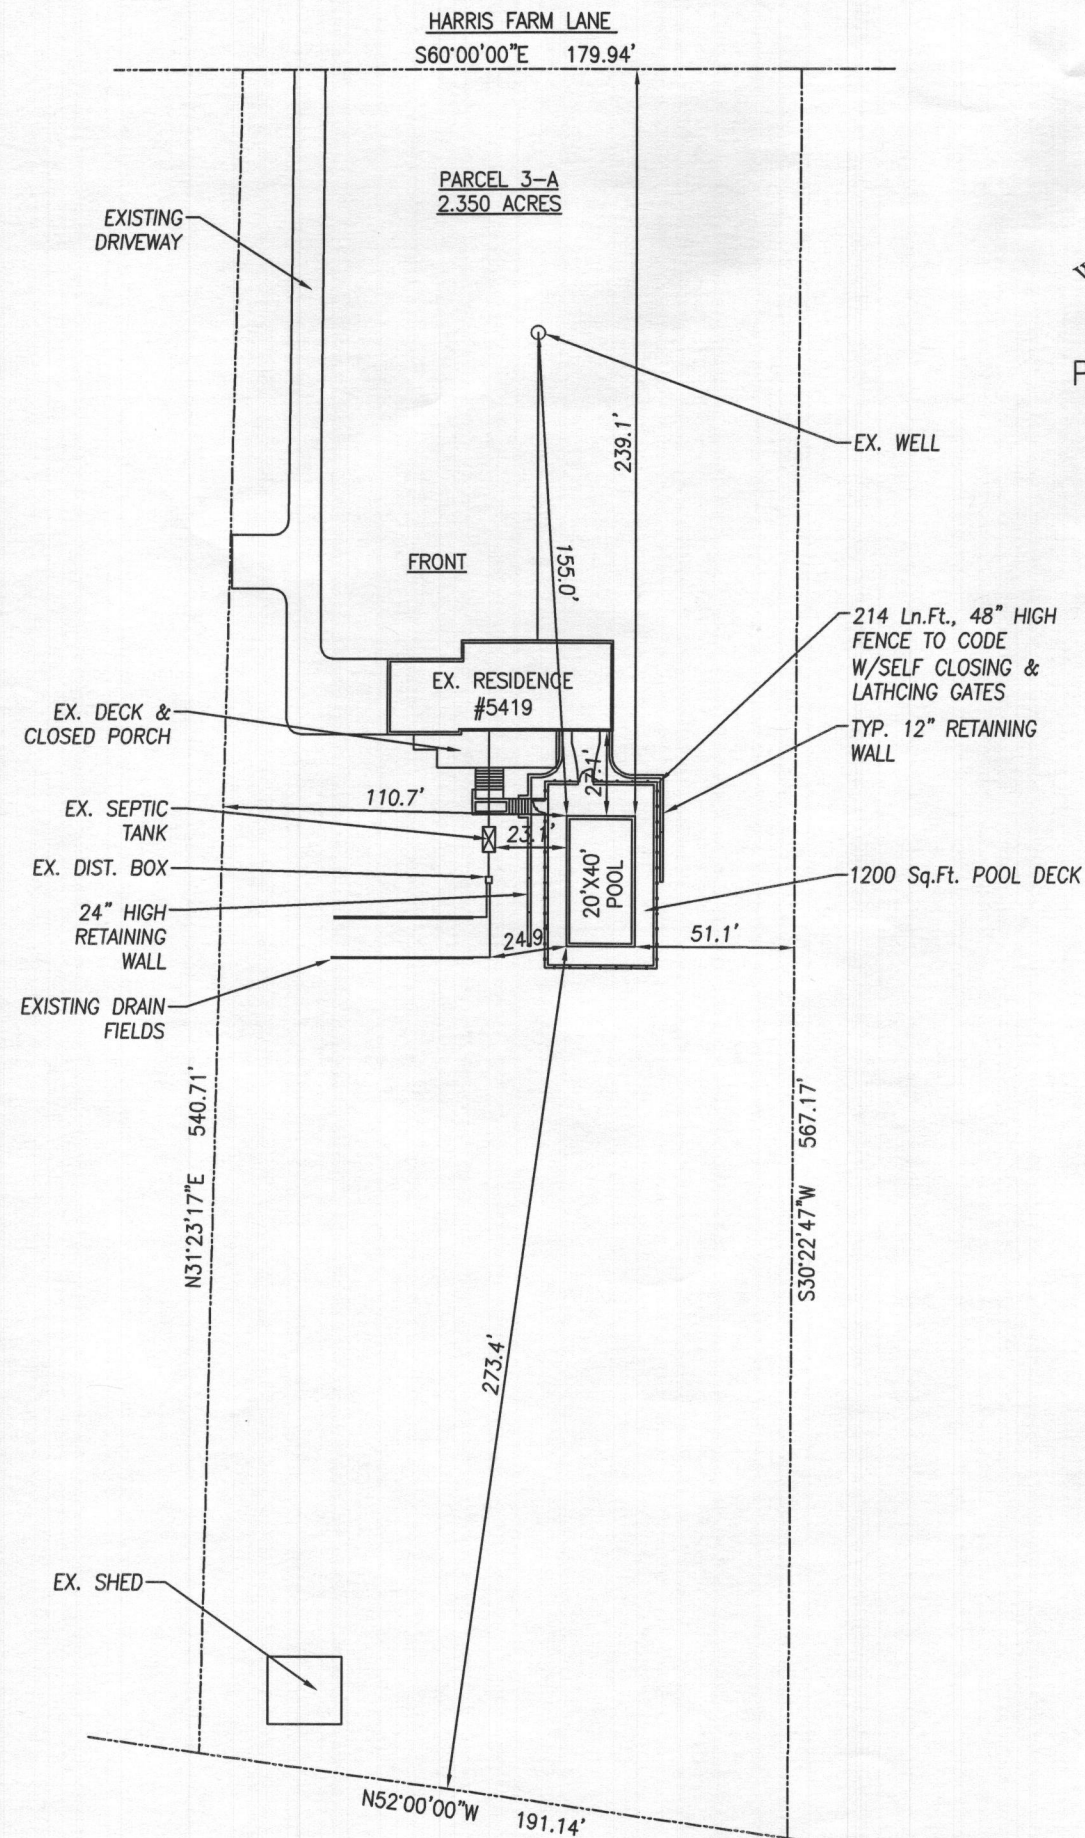 HARRIS FARM LANE
S60°00'00"E 179.94'
PARCEL 3-A
2.350 ACRES
EXISTING
DRIVEWAY
P
EX. WELL
239.1'
155.0'
FRONT
214 Ln.Ft., 48" HIGH
FENCE TO CODE
W/SELF CLOSING &
LATHCING GATES
EX. RESIDENCE
#5419
EX. DECK &
CLOSED PORCH
TYP. 12" RETAINING
WALL
27.1'
110.7'
EX. SEPTIC
TANK
23.1'
EX. DIST. BOX
20'X40'
POOL
1200 Sq.Ft. POOL DECK
24" HIGH
RETAINING
WALL
24.9
51.1'
EXISTING DRAIN
FIELDS
N31°23'17"E 540.71'
S30°22'47"W 567.17'
273.4'
EX. SHED
N52°00'00"W 191.14'